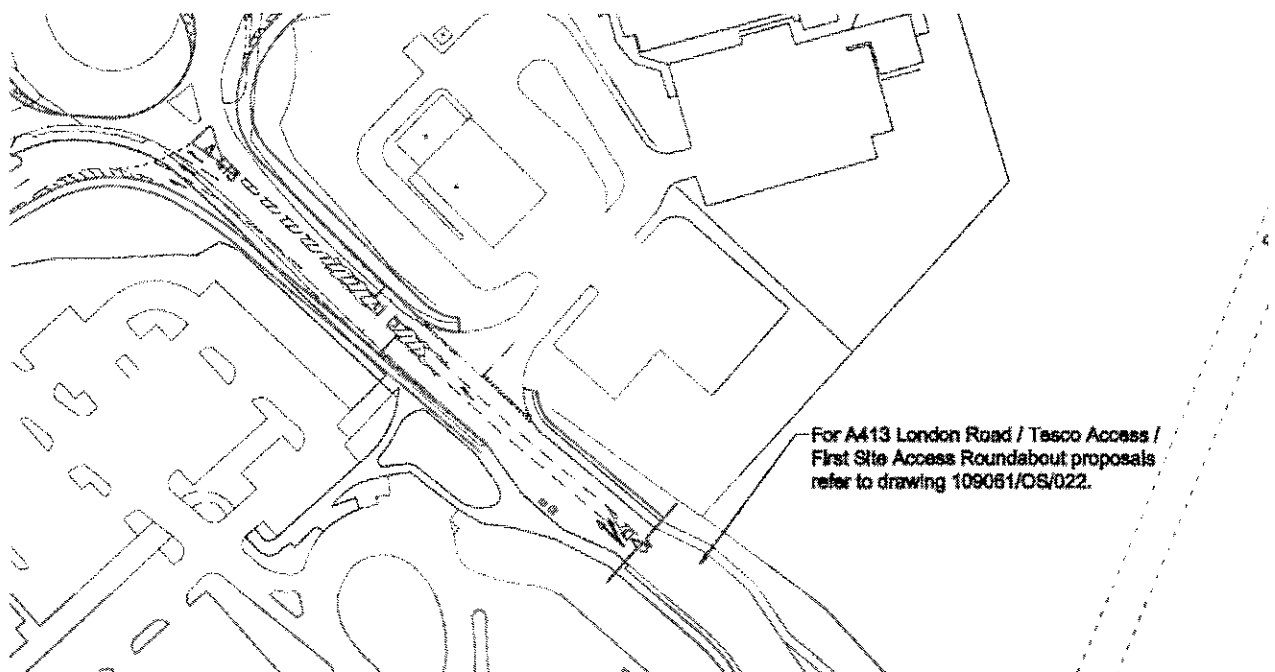 For A413 London Road / Tesco Access /
First Site Access Roundabout proposals
refer to drawing 109061/OS/022.